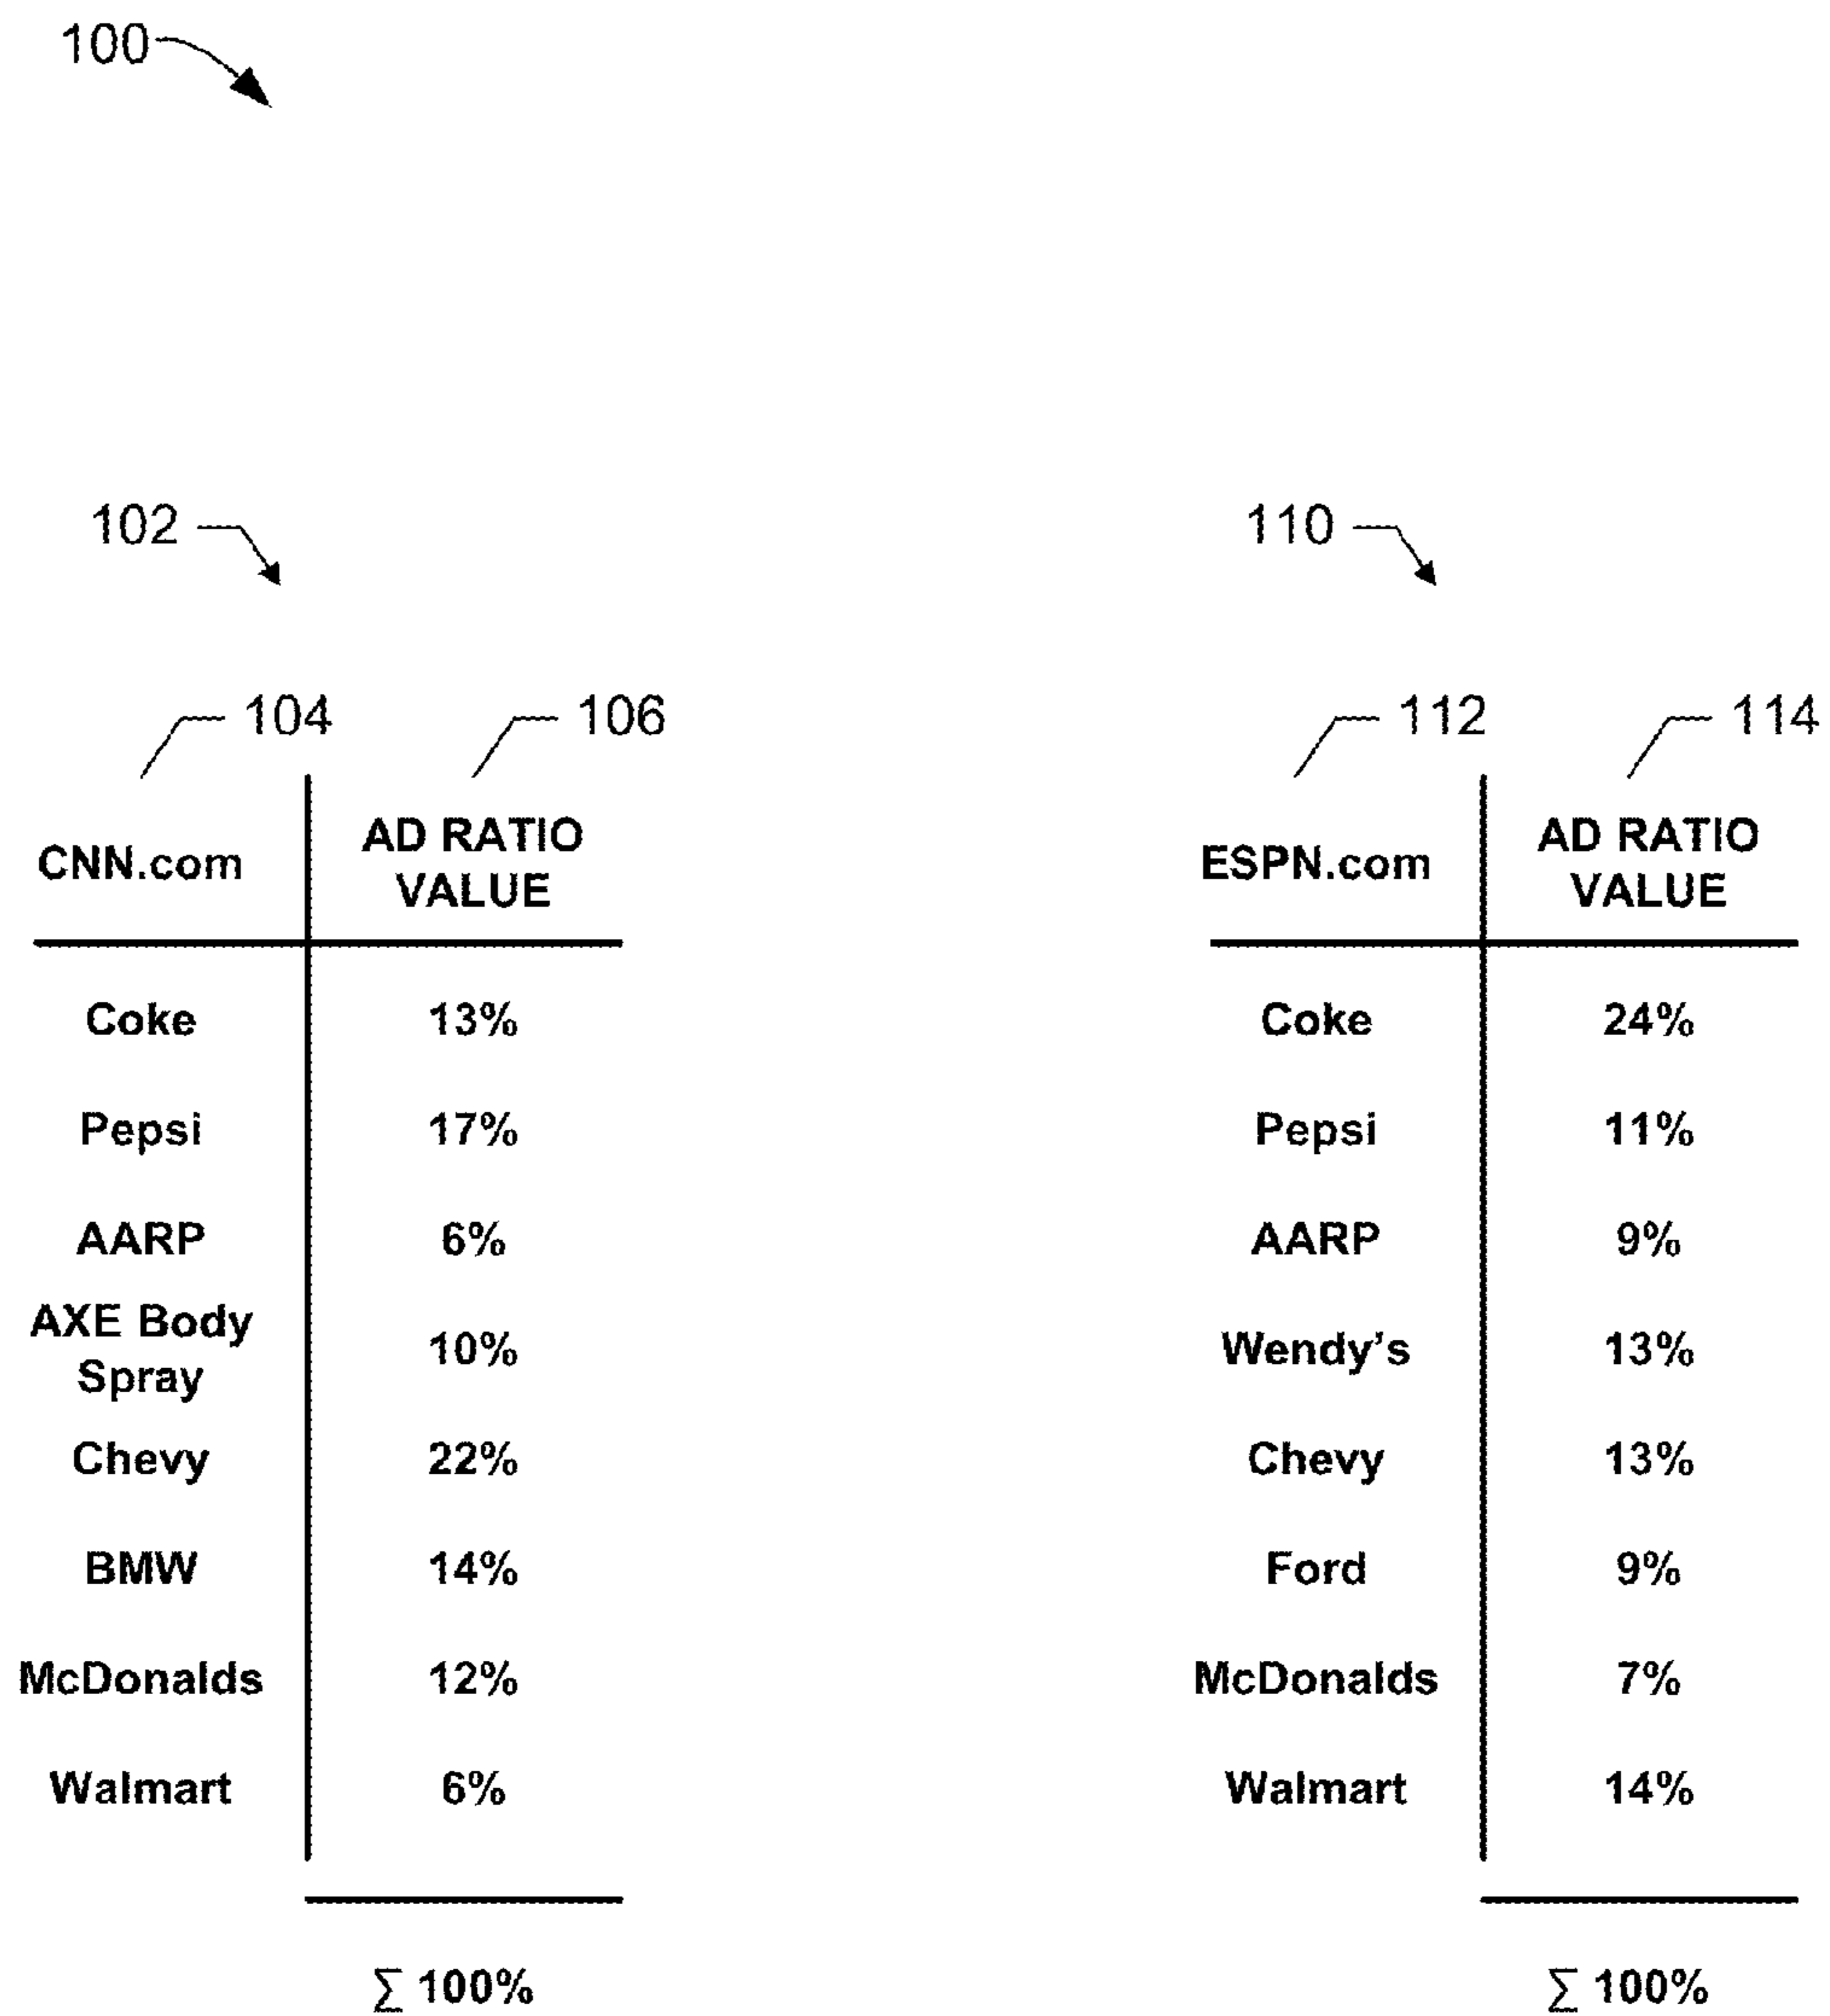 100
102
110
104
106
112
114
CNN.com
AD RATIO
VALUE
ESPN.com
AD RATIO
VALUE
Coke 13%
Pepsi 17%
AARP 6%
AXE Body
Spray
10%
Chevy 22%
BMW 14%
McDonalds 12%
Walmart 6%
∑ 100%
Coke 24%
Pepsi 11%
AARP 9%
Wendy's 13%
Chevy 13%
Ford 9%
McDonalds 7%
Walmart 14%
∑ 100%